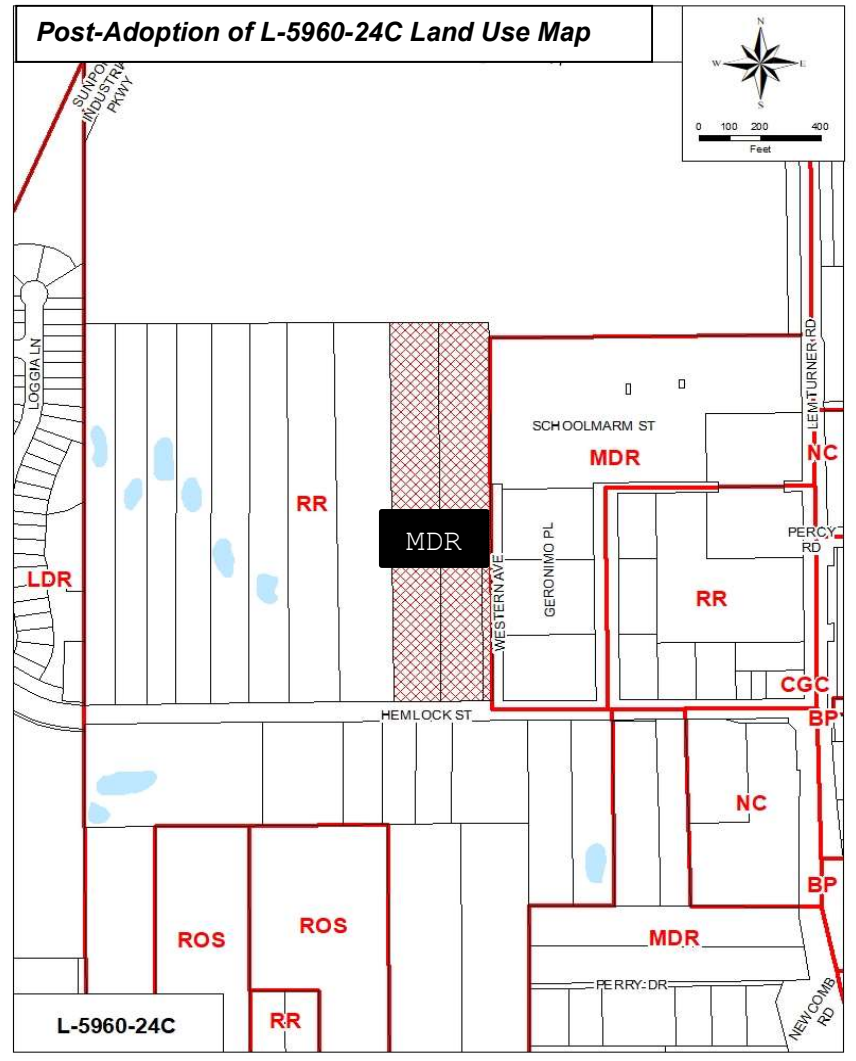 Post-Adoption of L-5960-24C Land Use Map
N
W
E
S
0 100 200 400
Feet
INDUSTRIAL
PKWY
LOGGIA LN
LEM TURNER RD
SCHOOLMARM ST
MDR
NC
RR
MDR
WESTERN AVE
GERONIMO PL
PERCY
RD
LDR
RR
CGC
HEMLOCK ST
BP
NC
BP
ROS
ROS
MDR
PERRY DR
NEWCOMB
RD
L-5960-24C
RR